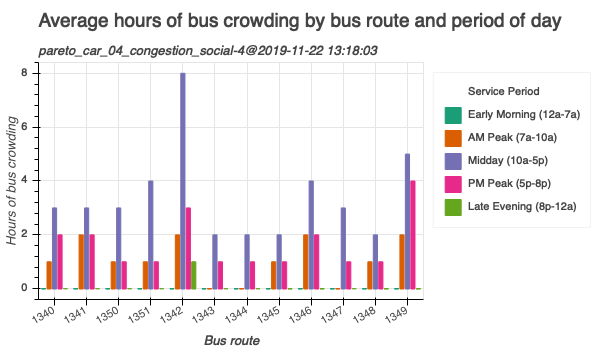 Average hours of bus crowding by bus route and period of day
pareto_car_04_congestion_social-4@2019-11-22 13:18:03
Hours of bus crowding
8
6
4
2
0
1340 1341 1350 1351 1342 1343 1344 1345 1346 1347 1348 1349
Bus route
Service Period
Early Morning (12a-7a)
AM Peak (7a-10a)
Midday (10a-5p)
PM Peak (5p-8p)
Late Evening (8p-12a)